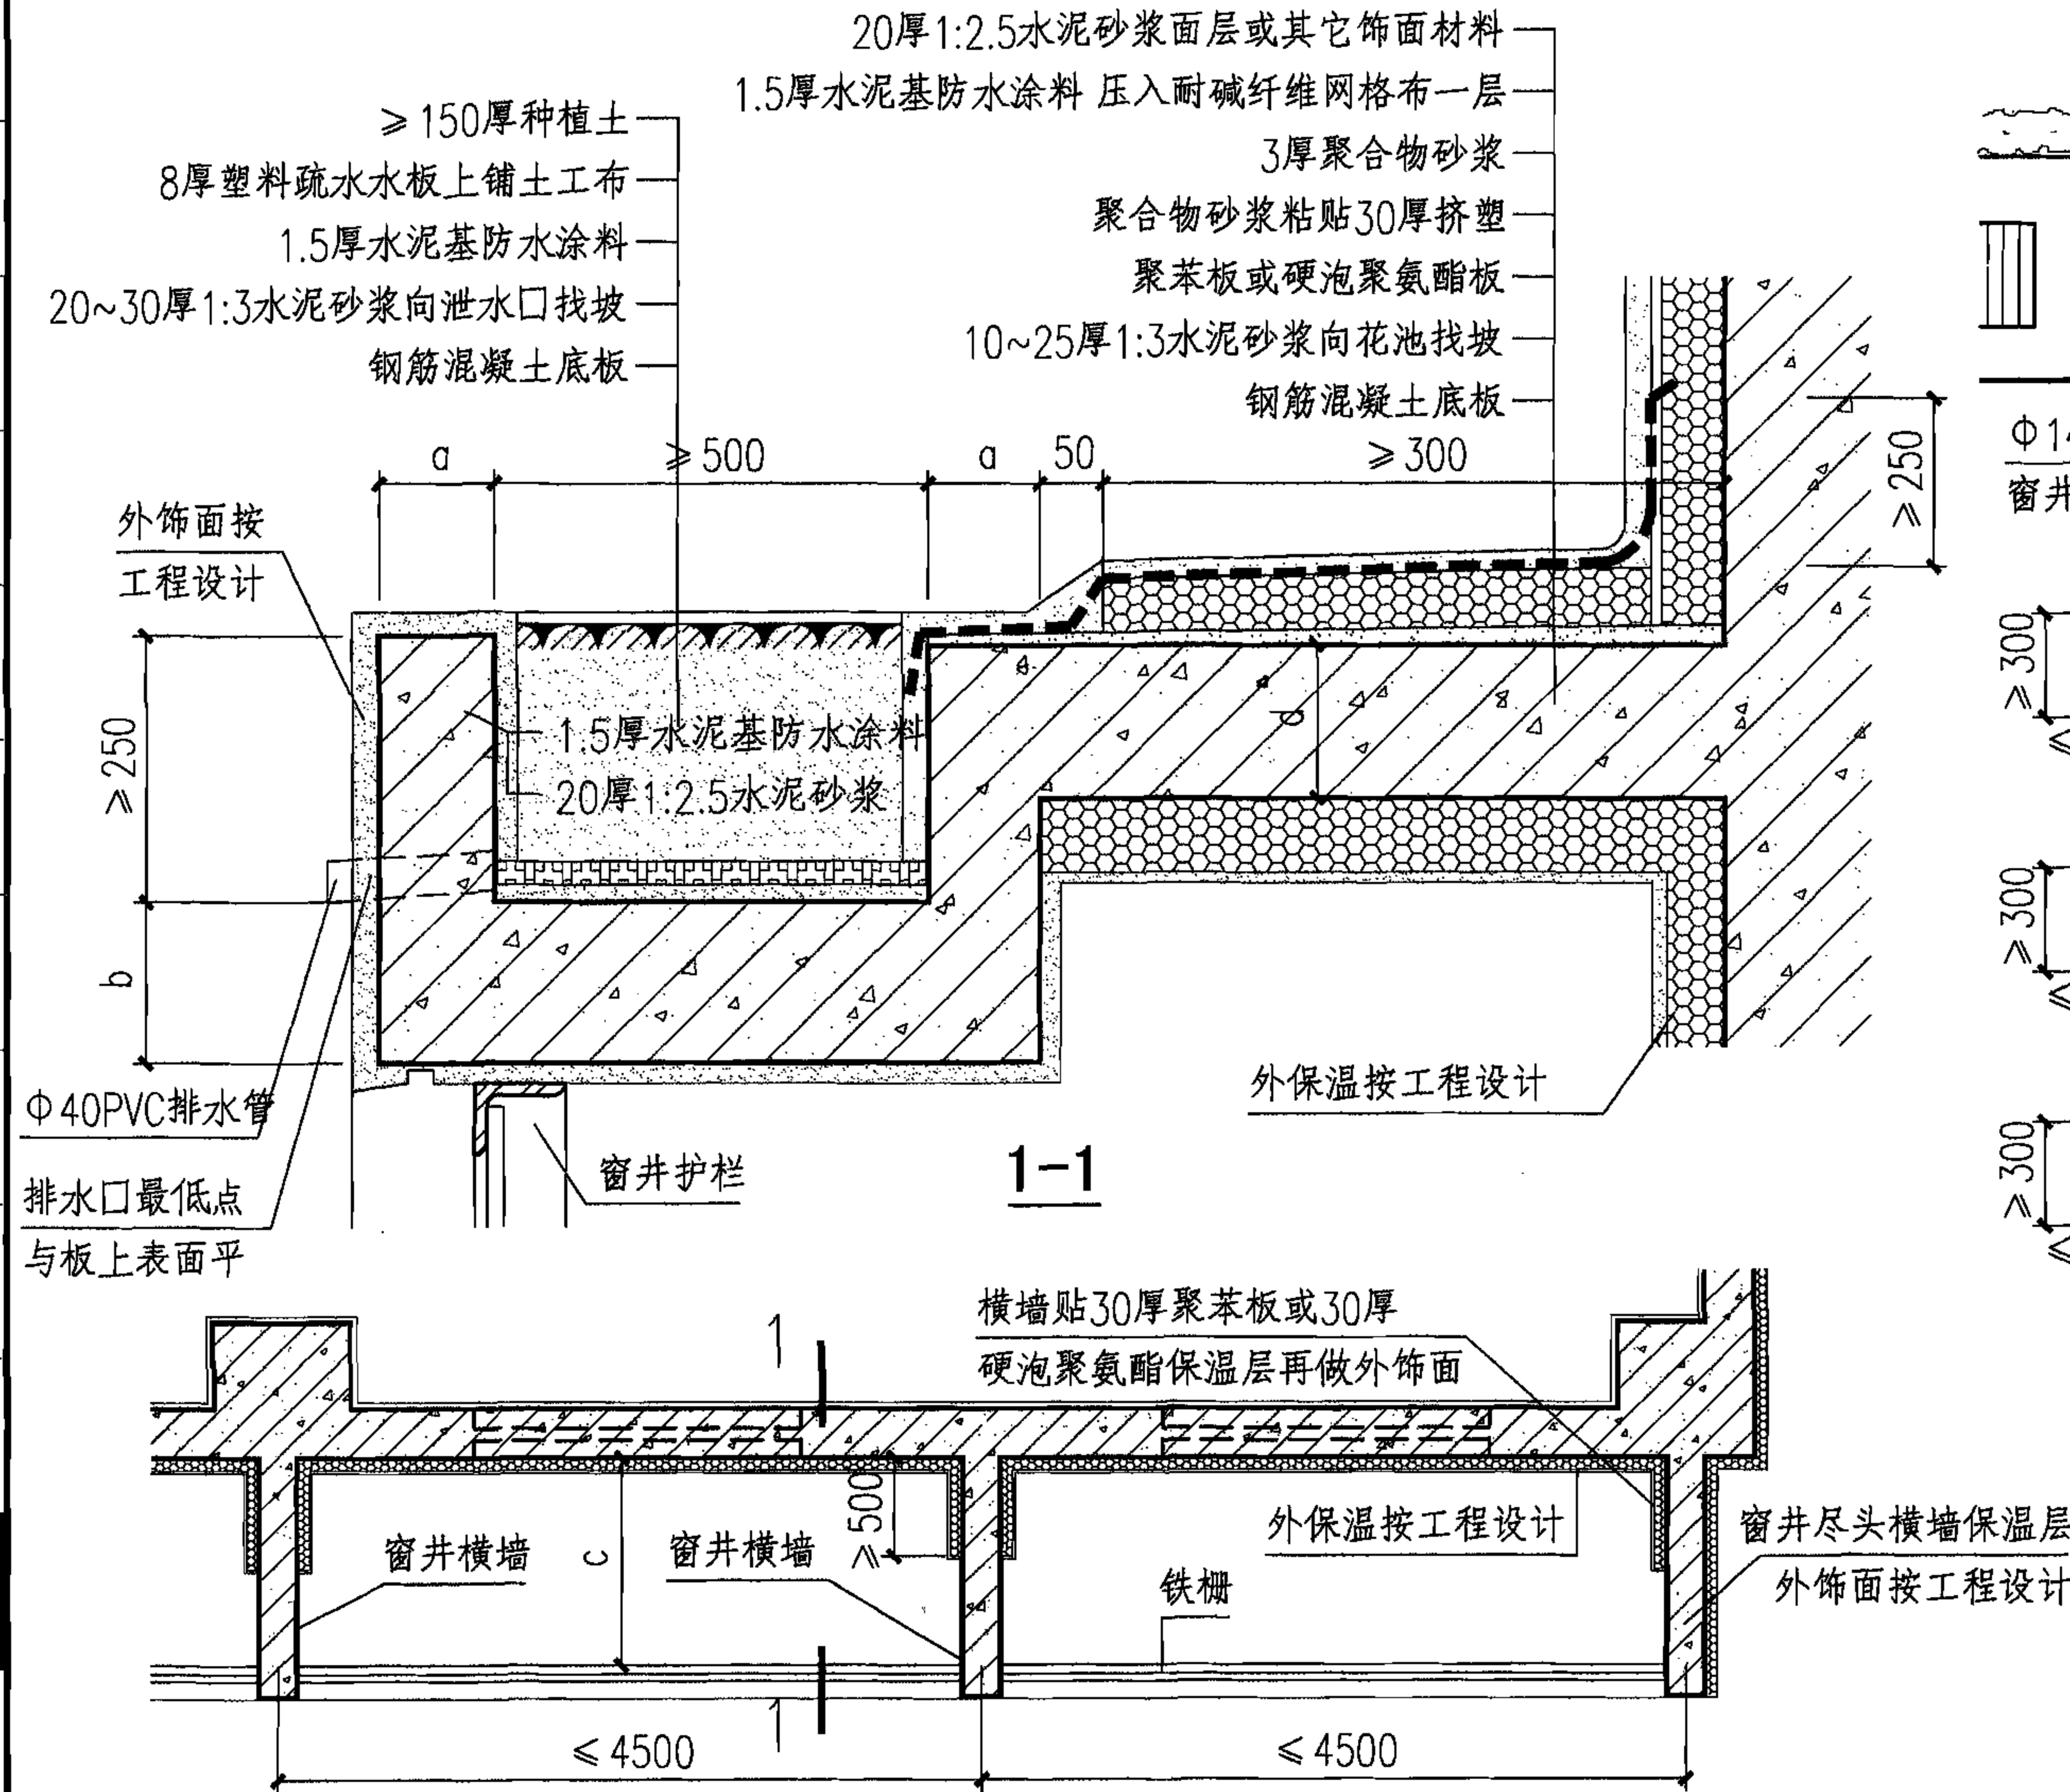 20厚1:2.5水泥砂浆面层或其它饰面材料
1.5厚水泥基防水涂料 压入耐碱纤维网格布一层
3厚聚合物砂浆
聚合物砂浆粘贴30厚挤塑
聚苯板或硬泡聚氨酯板
10~25厚1:3水泥砂浆向花池找坡
钢筋混凝土底板
≥150厚种植土
8厚塑料疏水水板上铺土工布
1.5厚水泥基防水涂料
20~30厚1:3水泥砂浆向泄水口找坡
钢筋混凝土底板
a
≥500
a
50
≥300
≥250
外饰面按
工程设计
≥250
b
d
1.5厚水泥基防水涂料
20厚1:2.5水泥砂浆
Φ40PVC排水管
排水口最低点
与板上表面平
窗井护栏
外保温按工程设计
1-1
Φ14
窗井
≥300
≤
≥300
≤
≥300
≤
横墙贴30厚聚苯板或30厚
硬泡聚氨酯保温层再做外饰面
1
≥500
c
窗井横墙
窗井横墙
外保温按工程设计
铁栅
窗井尽头横墙保温层
外饰面按工程设计
1
≤4500
≤4500